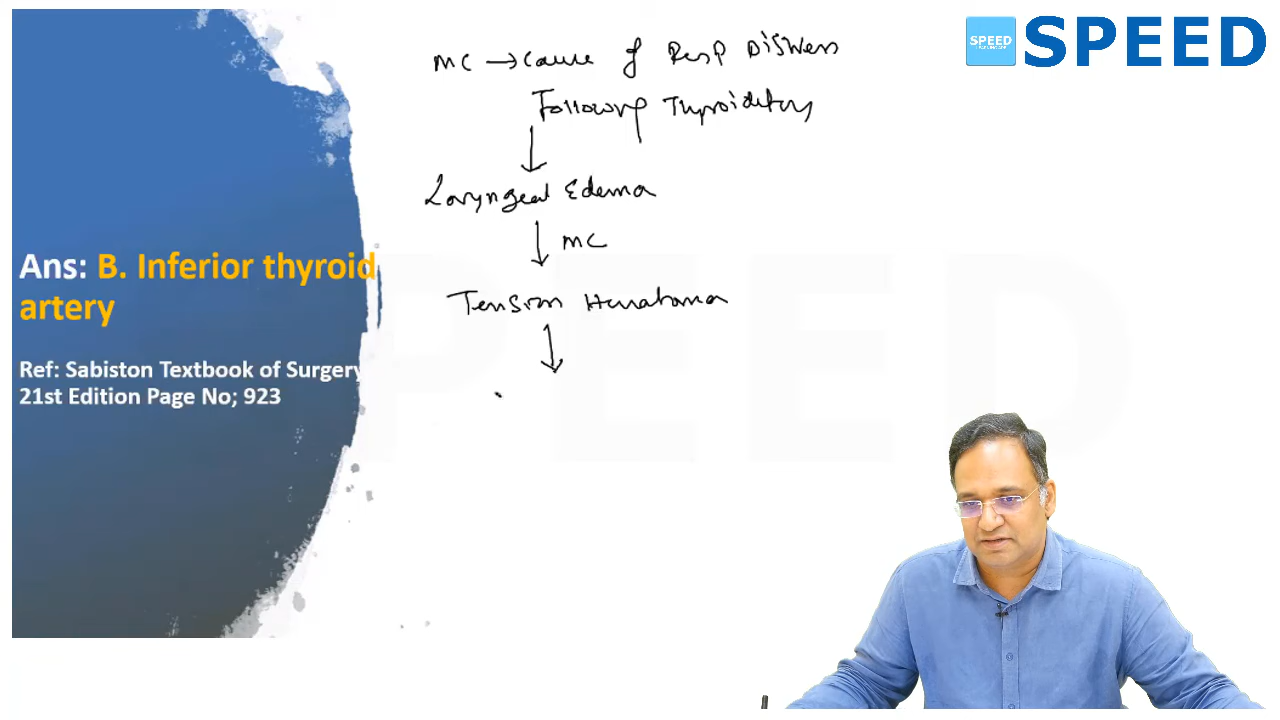 SPEED
SPEED
MC → Cause of Resp Distress
Following Thyroidectomy
Laryngeal Edema
MC
Tension Hematoma
Ans: B. Inferior thyroid
artery
Ref: Sabiston Textbook of Surgery
21st Edition Page No; 923
SPEED